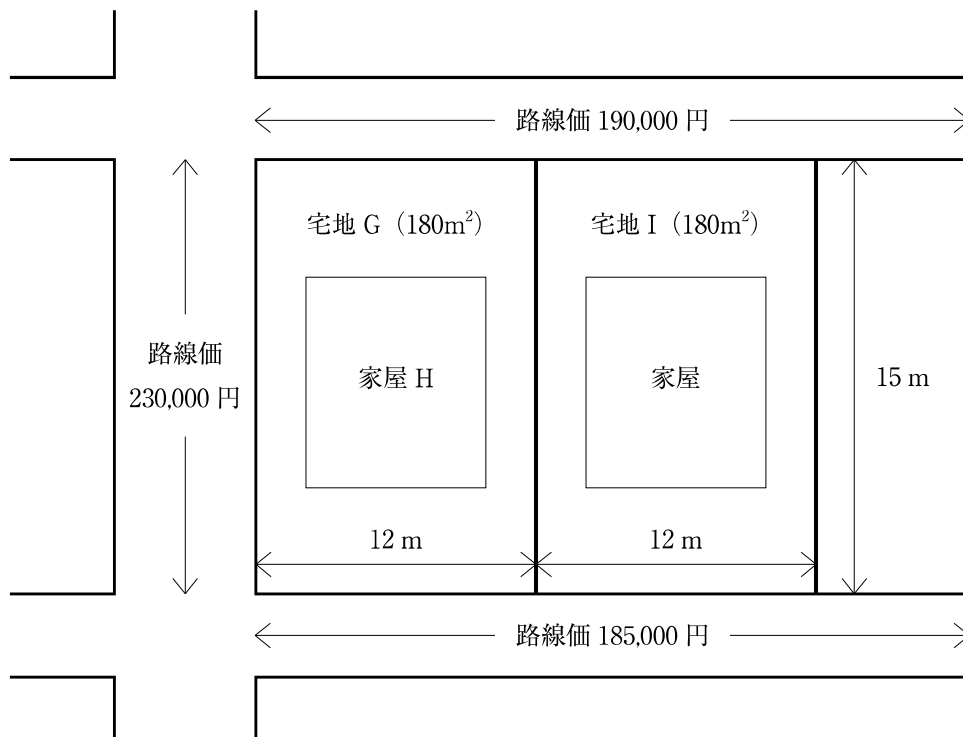 路線価 190,000 円
宅地 G（180m²）
宅地 I（180m²）
路線価
230,000 円
家屋 H
家屋
15 m
12 m
12 m
路線価 185,000 円